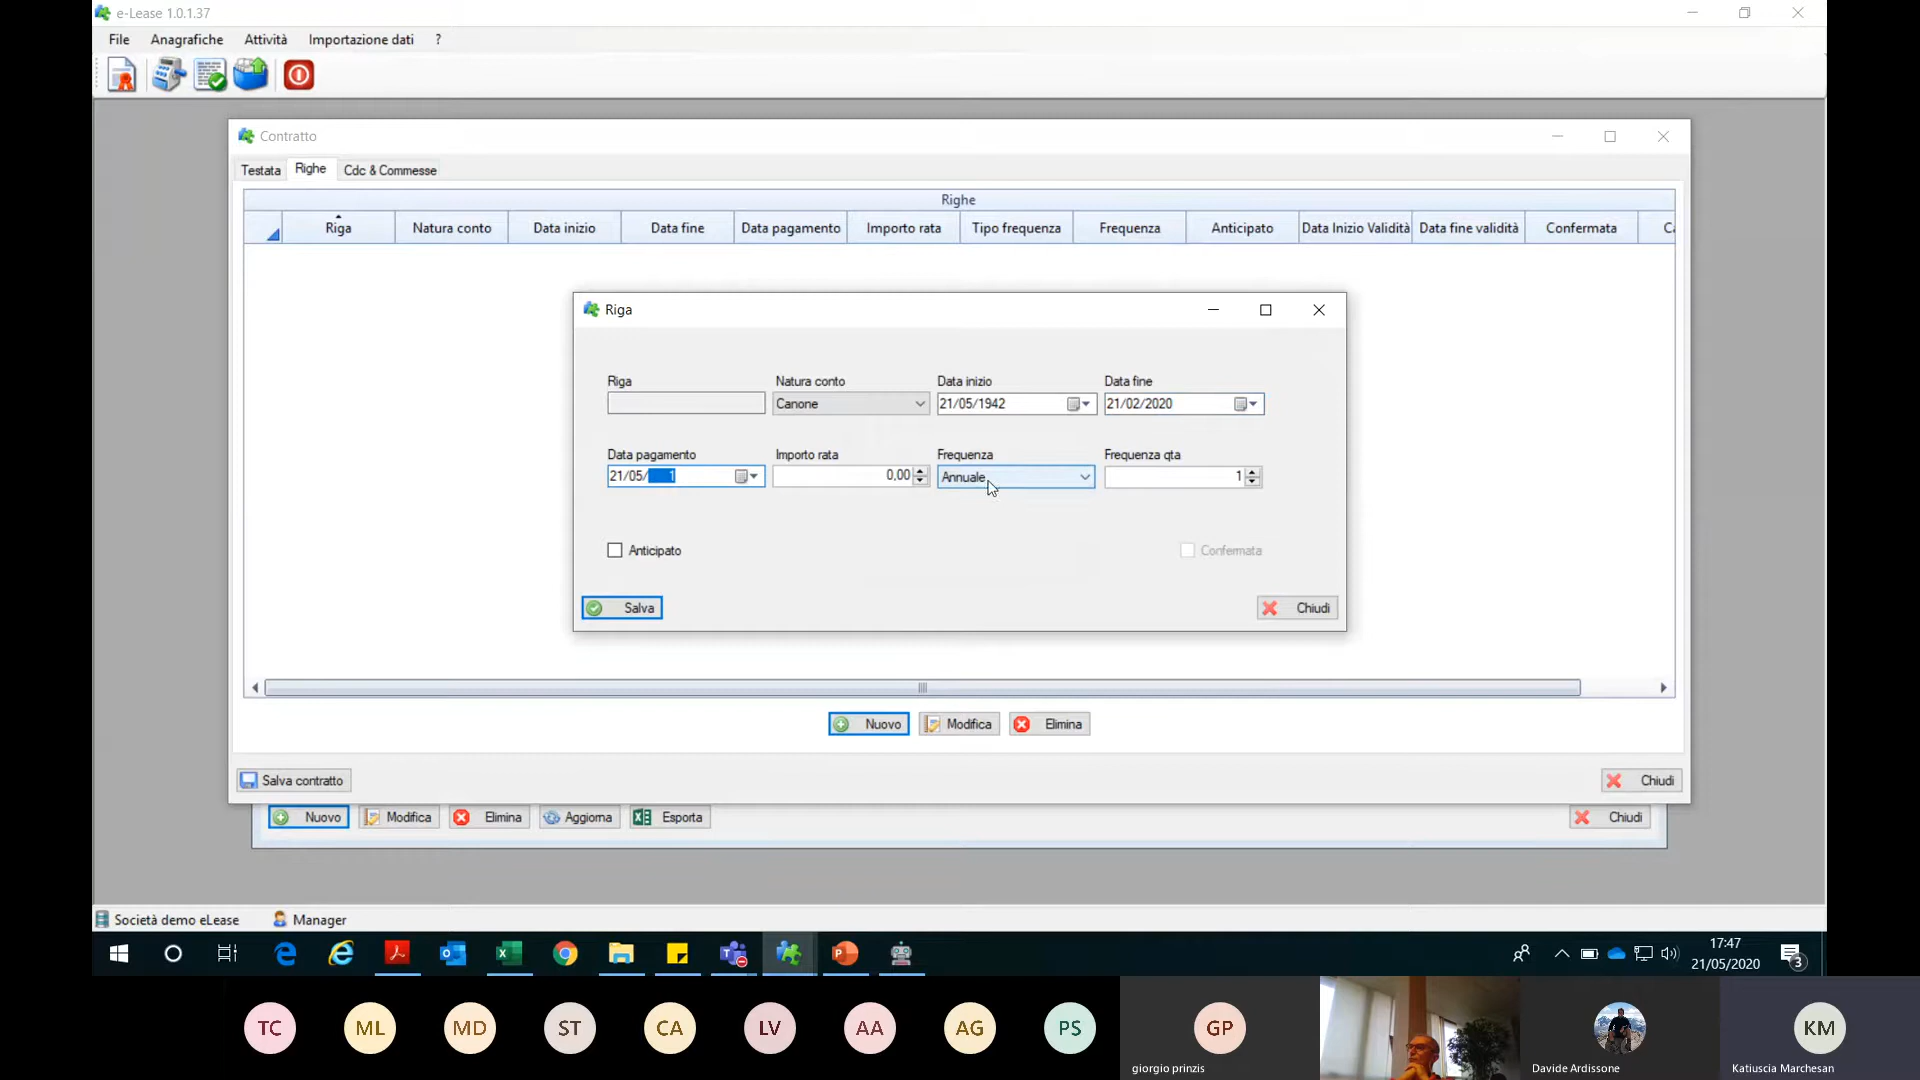 e-Lease 1.0.1.37
File Anagrafiche Attività Importazione dati ?
Contratto
Testata Righe Cdc & Commesse
Righe
Riga Natura conto Data inizio Data fine Data pagamento Importo rata Tipo frequenza Frequenza Anticipato Data Inizio Validità Data fine validità Confermata
Riga
Riga Natura conto Data inizio Data fine
Canone 21/05/1942 21/02/2020
Data pagamento Importo rata Frequenza Frequenza qta
21/05/ 1 0,00 Annuale 1
Anticipato Confermata
Salva Chiudi
Nuovo Modifica Elimina
Salva contratto Chiudi
Nuovo Modifica Elimina Aggiorna Esporta Chiudi
Società demo eLease Manager
17:47
21/05/2020
3
TC ML MD ST CA LV AA AG PS GP KM
giorgio prinzis Davide Ardissone Katiuscia Marchesan